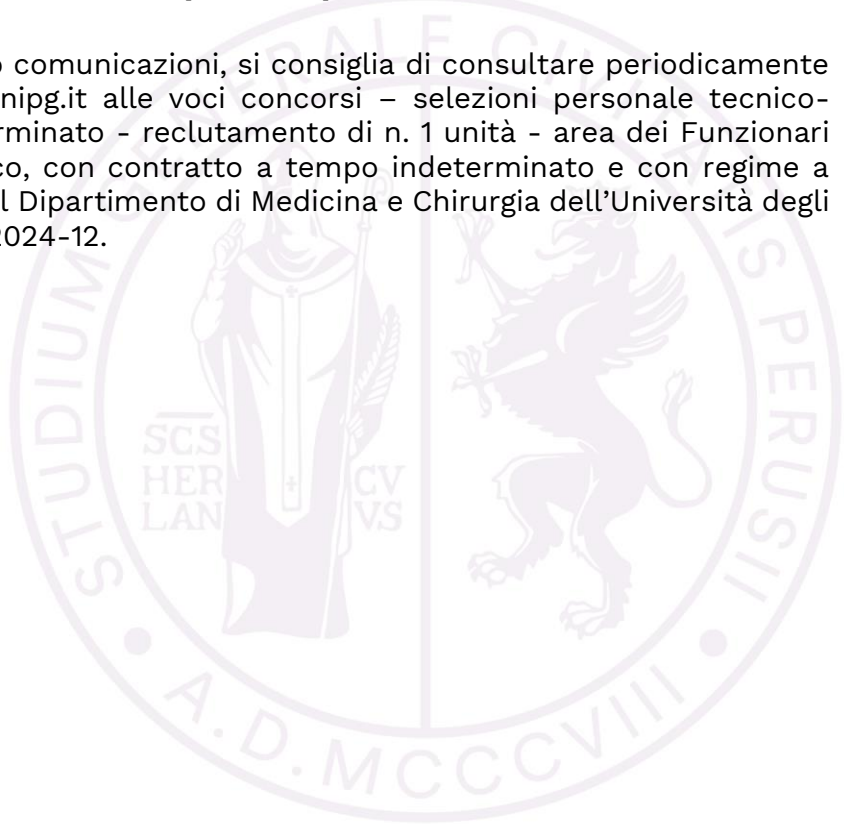 comunicazioni, si consiglia di consultare periodicamente
nipg.it alle voci concorsi – selezioni personale tecnico-
erminato - reclutamento di n. 1 unità - area dei Funzionari
co, con contratto a tempo indeterminato e con regime a
l Dipartimento di Medicina e Chirurgia dell’Università degli
2024-12.
STUDIUM GENERALE CIVITATIS PERUSII
SCS
HER CV
LAN VS
A.D. MCCCVIII